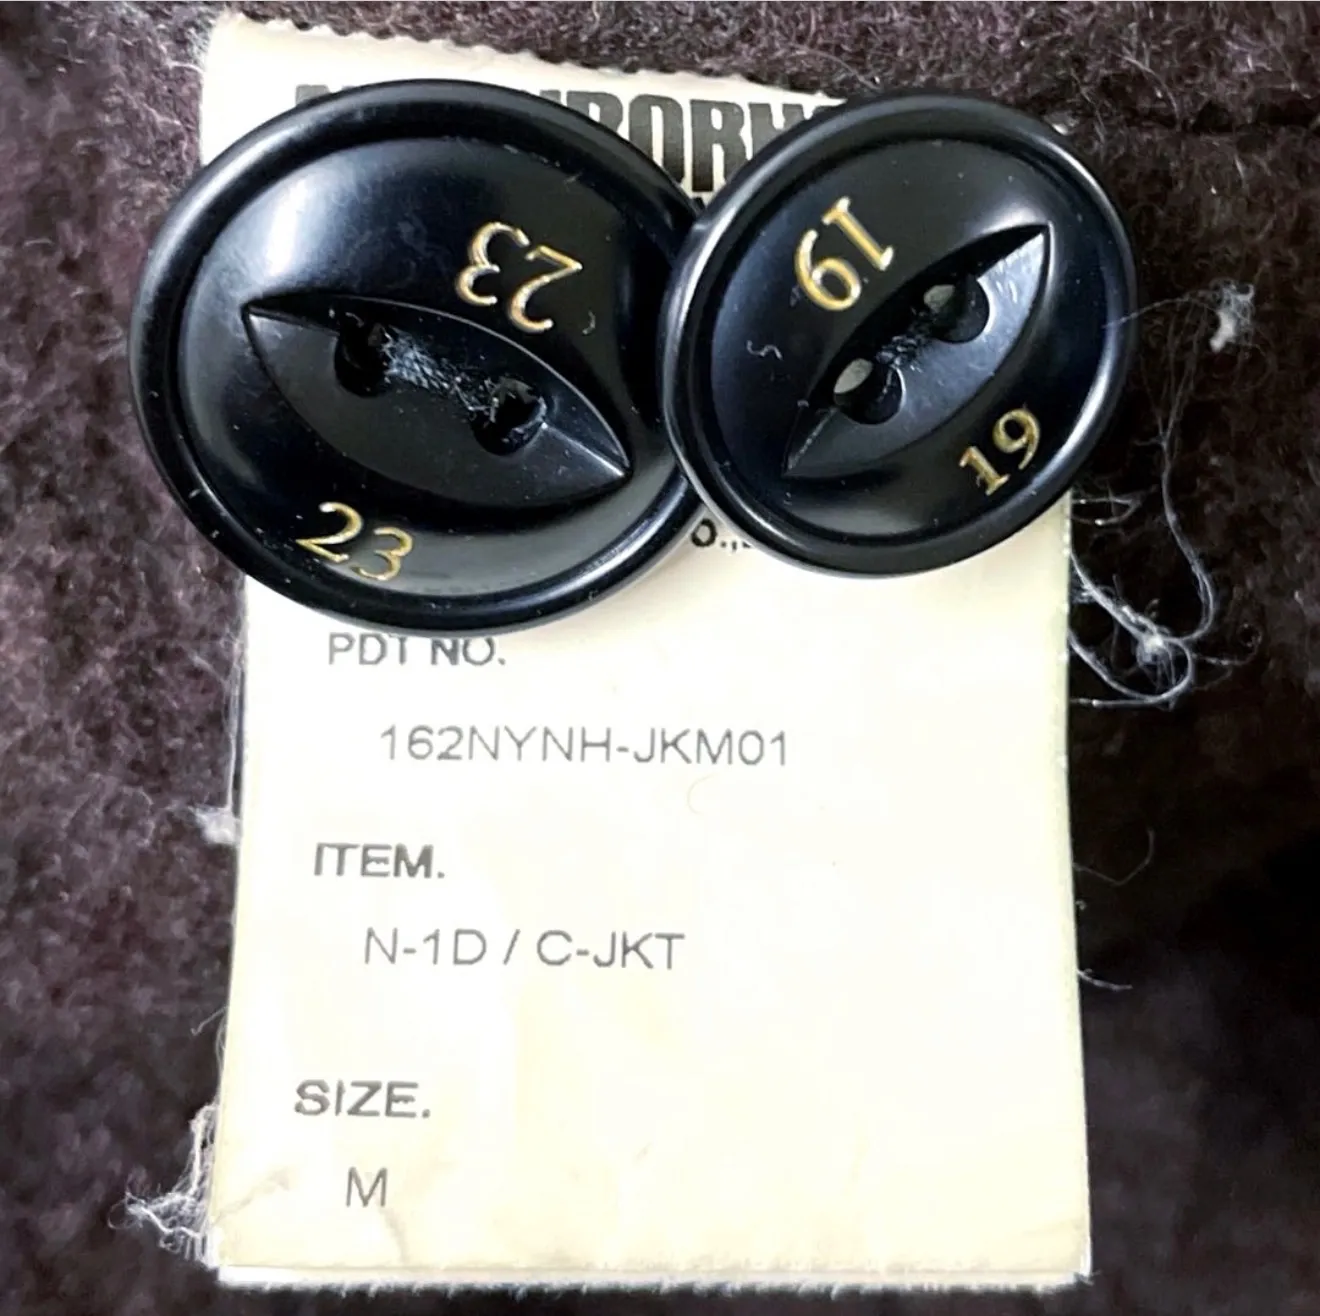 23
23
19
19
PDT NO.
162NYNH-JKM01
ITEM.
N-1D / C-JKT
SIZE.
M